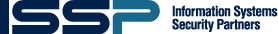 ISSP
Information Systems
Security Partners